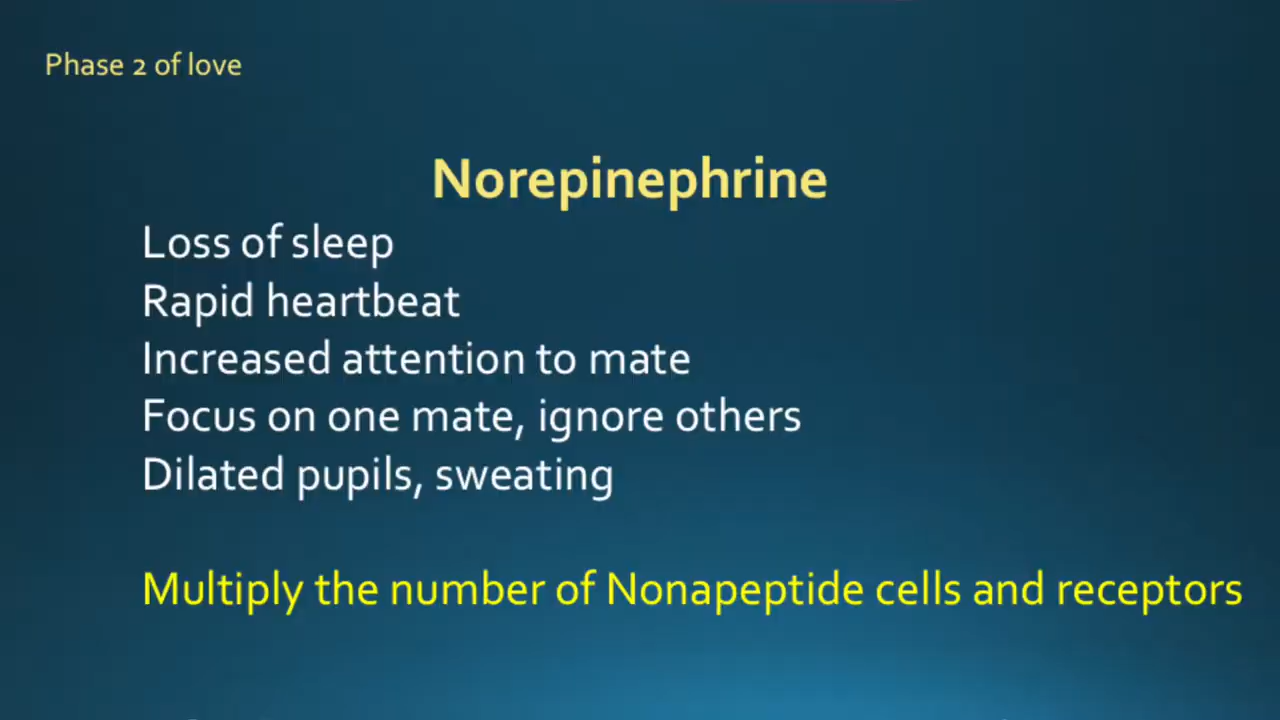 Phase 2 of love
Norepinephrine
Loss of sleep
Rapid heartbeat
Increased attention to mate
Focus on one mate, ignore others
Dilated pupils, sweating
Multiply the number of Nonapeptide cells and receptors